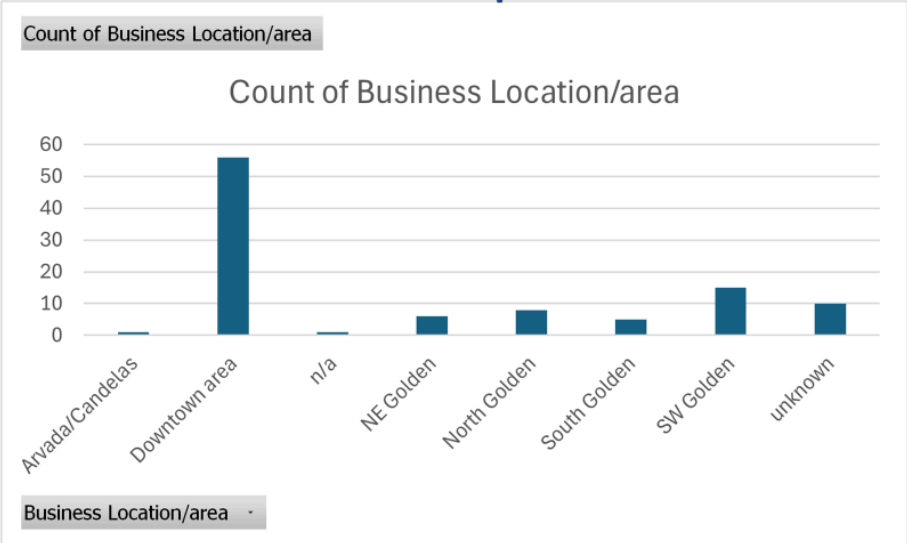 Count of Business Location/area
Count of Business Location/area
60
50
40
30
20
10
0
Arvada/Candelas
Downtown area
n/a
NE Golden
North Golden
South Golden
SW Golden
unknown
Business Location/area